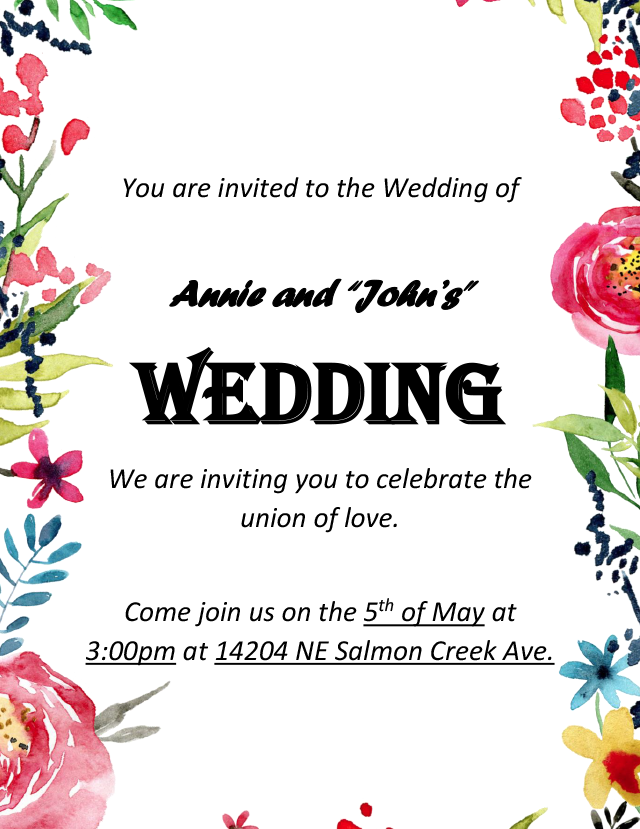 You are invited to the Wedding of
Annie and “John’s”
WEDDING
We are inviting you to celebrate the
union of love.
Come join us on the 5th of May at
3:00pm at 14204 NE Salmon Creek Ave.